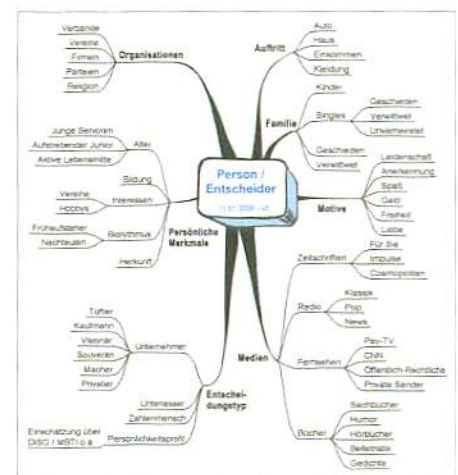 Person /
Entscheider
Organisationen
Verbände
Vereine
Firmen
Parteien
Religion
Persönliche
Merkmale
Alter
Junge Senioren
Aufstrebender Junior
Aktive Lebensmitte
Bildung
Interessen
Vereine
Hobbys
Biorhythmus
Frühaufsteher
Nachteulen
Herkunft
Entschei-
dungstyp
Unternehmer
Tüftler
Kaufmann
Visionär
Souverän
Macher
Privatier
Unterlasser
Zahlenmensch
Persönlichkeitsprofil
Einschätzung über
DISG / MBTI o.ä.
Auftritt
Auto
Haus
Einkommen
Kleidung
Familie
Kinder
Singles
Geschieden
Verwitwet
Unverheiratet
Geschieden
Verwitwet
Motive
Leidenschaft
Anerkennung
Spaß
Geld
Freiheit
Liebe
Medien
Zeitschriften
Für Sie
Impulse
Cosmopolitan
Radio
Klassik
Pop
News
Fernsehen
Pay-TV
CNN
Öffentlich-Rechtliche
Private Sender
Bücher
Sachbücher
Humor
Hörbücher
Belletristik
Gedichte